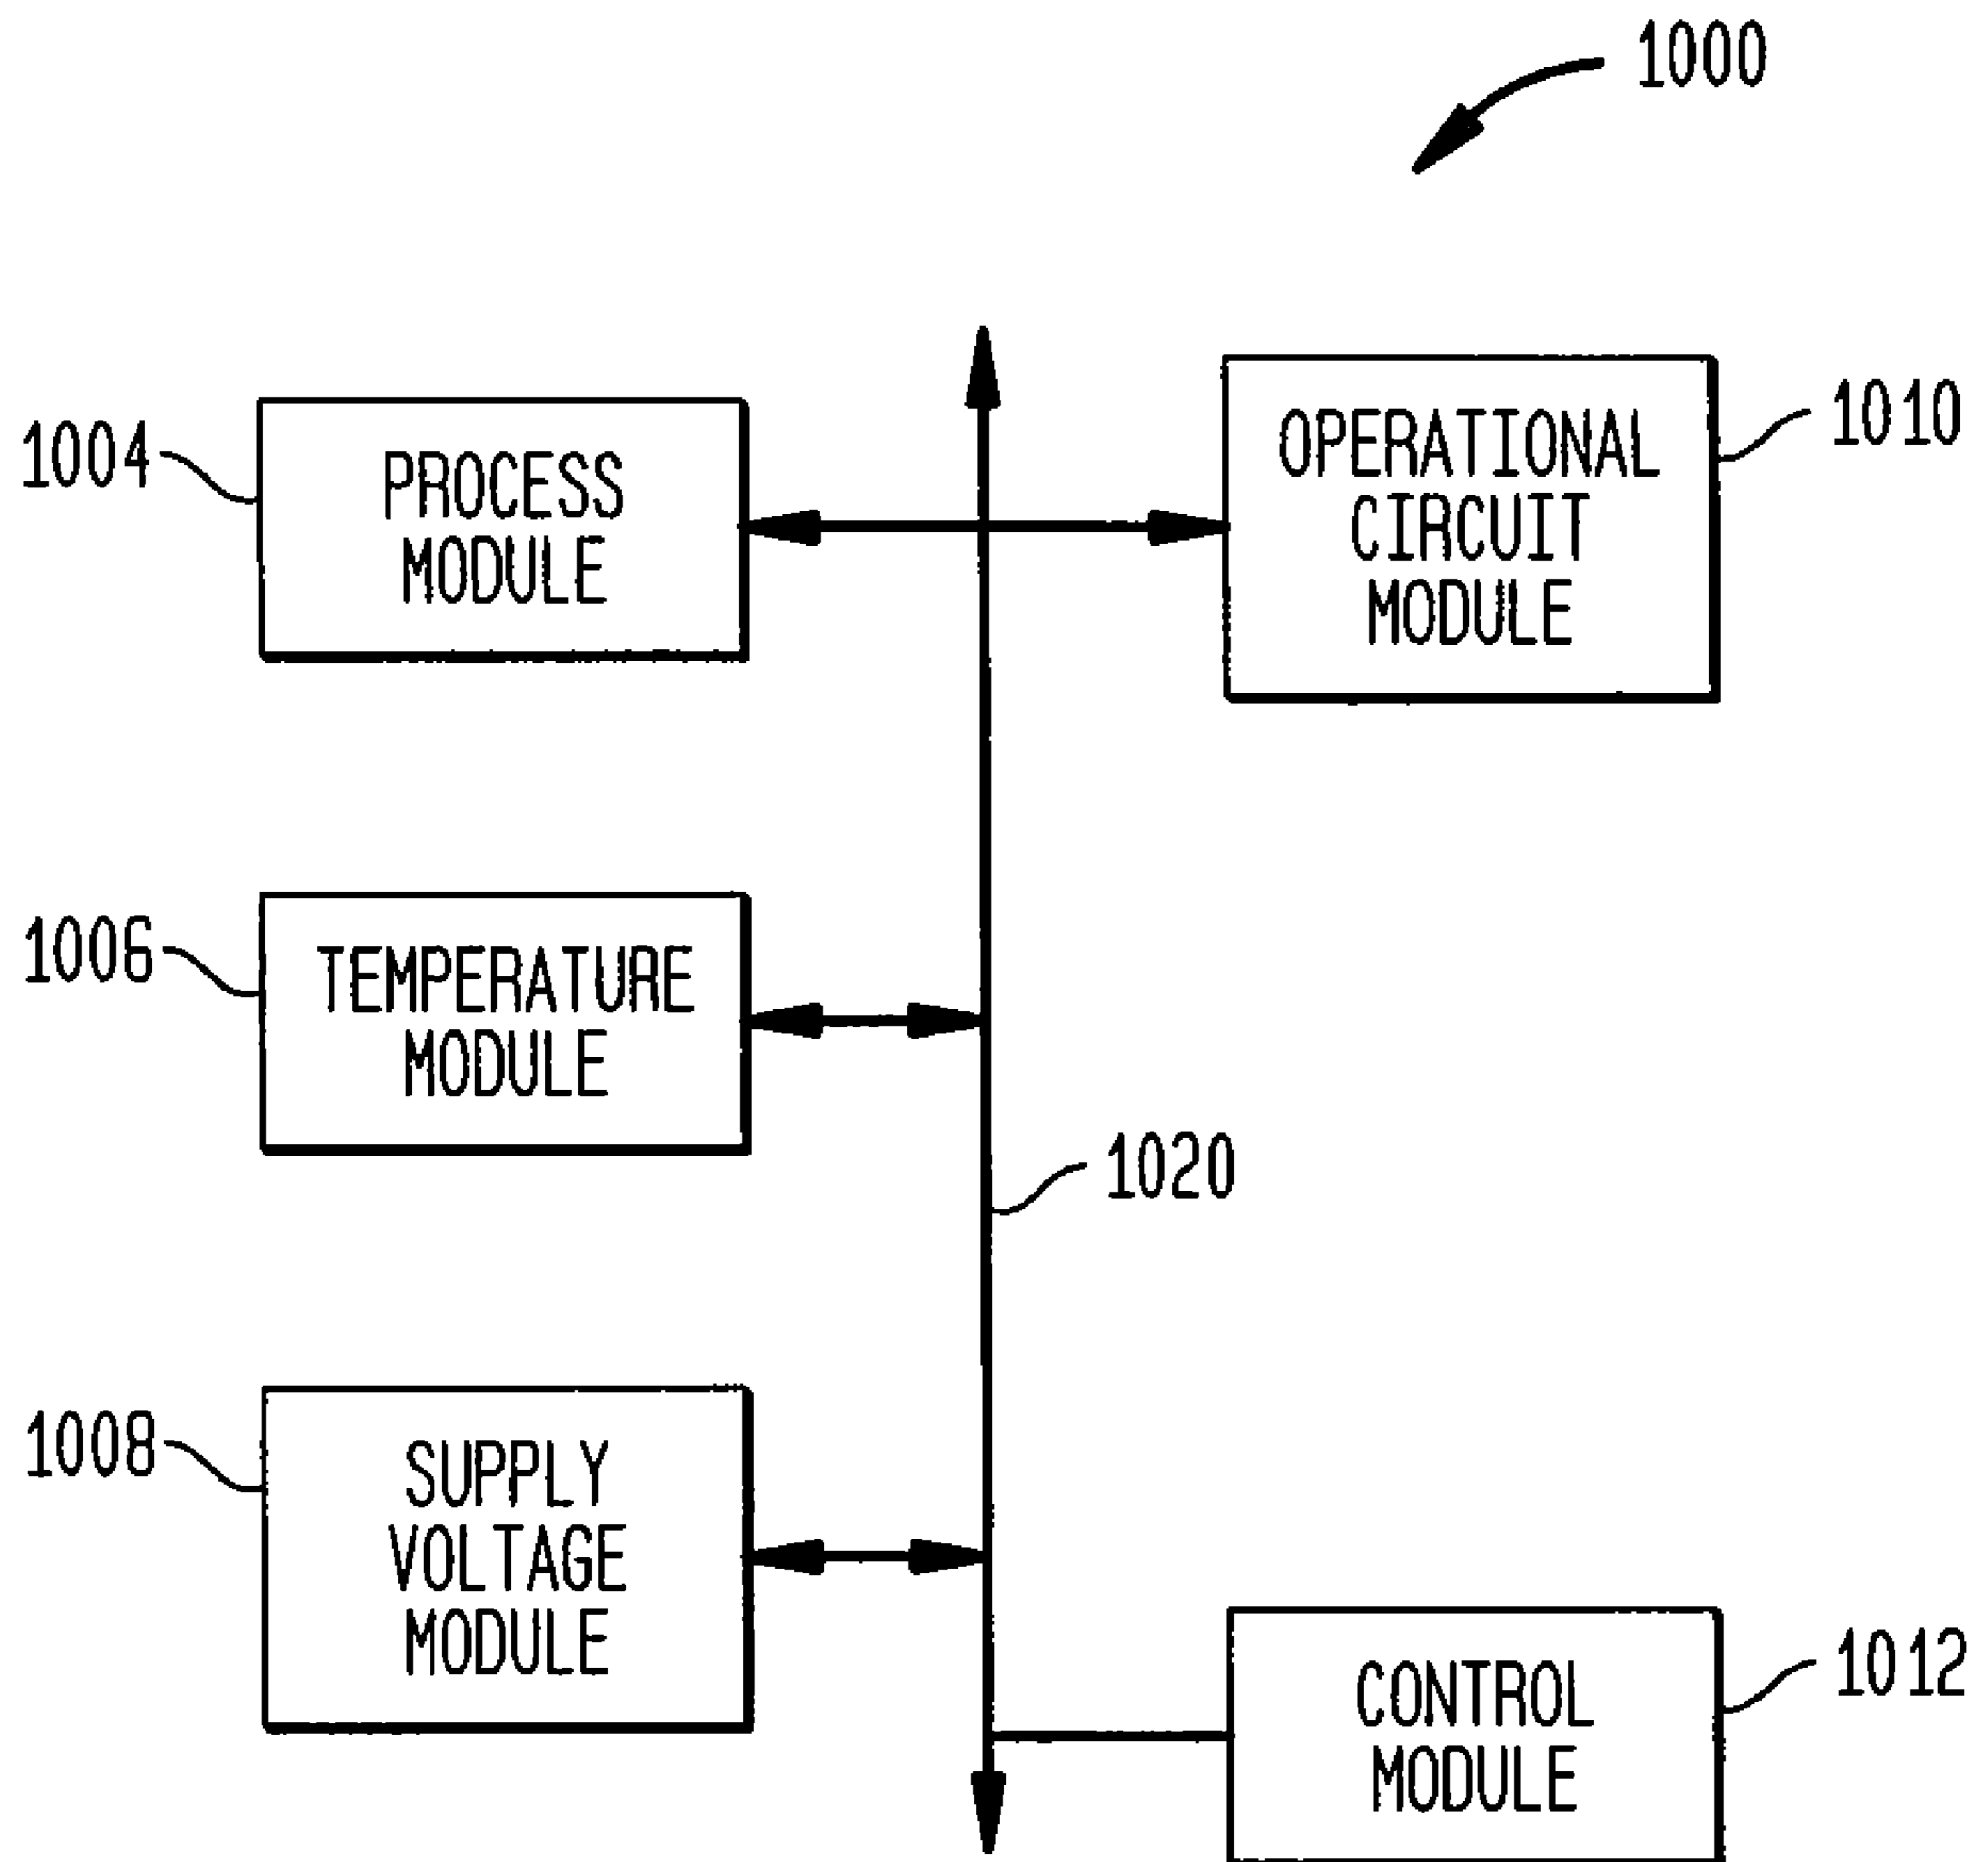 1000
1004
PROCESS
MODULE
OPERATIONAL
CIRCUIT
MODULE
1010
1006
TEMPERATURE
MODULE
1020
1008
SUPPLY
VOLTAGE
MODULE
CONTROL
MODULE
1012